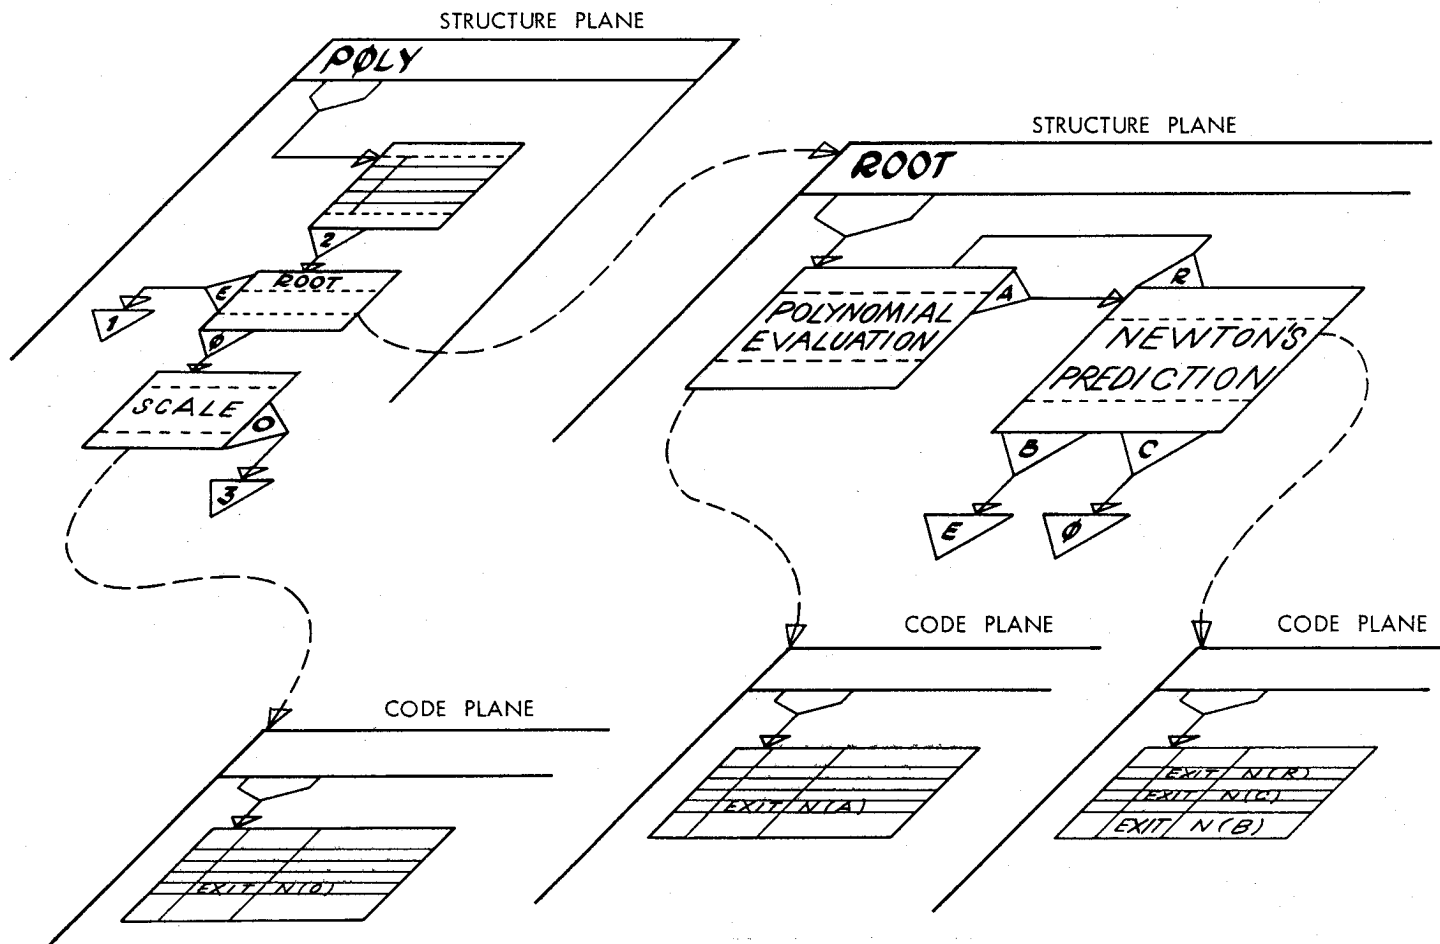 STRUCTURE PLANE
PØLY
2
ROOT
E
1
Ø
SCALE
O
3
STRUCTURE PLANE
ROOT
POLYNOMIAL
EVALUATION
A
R
NEWTON'S
PREDICTION
B
C
E
Ø
CODE PLANE
EXIT N(O)
CODE PLANE
EXIT N(A)
CODE PLANE
EXIT N(R)
EXIT N(C)
EXIT N(B)